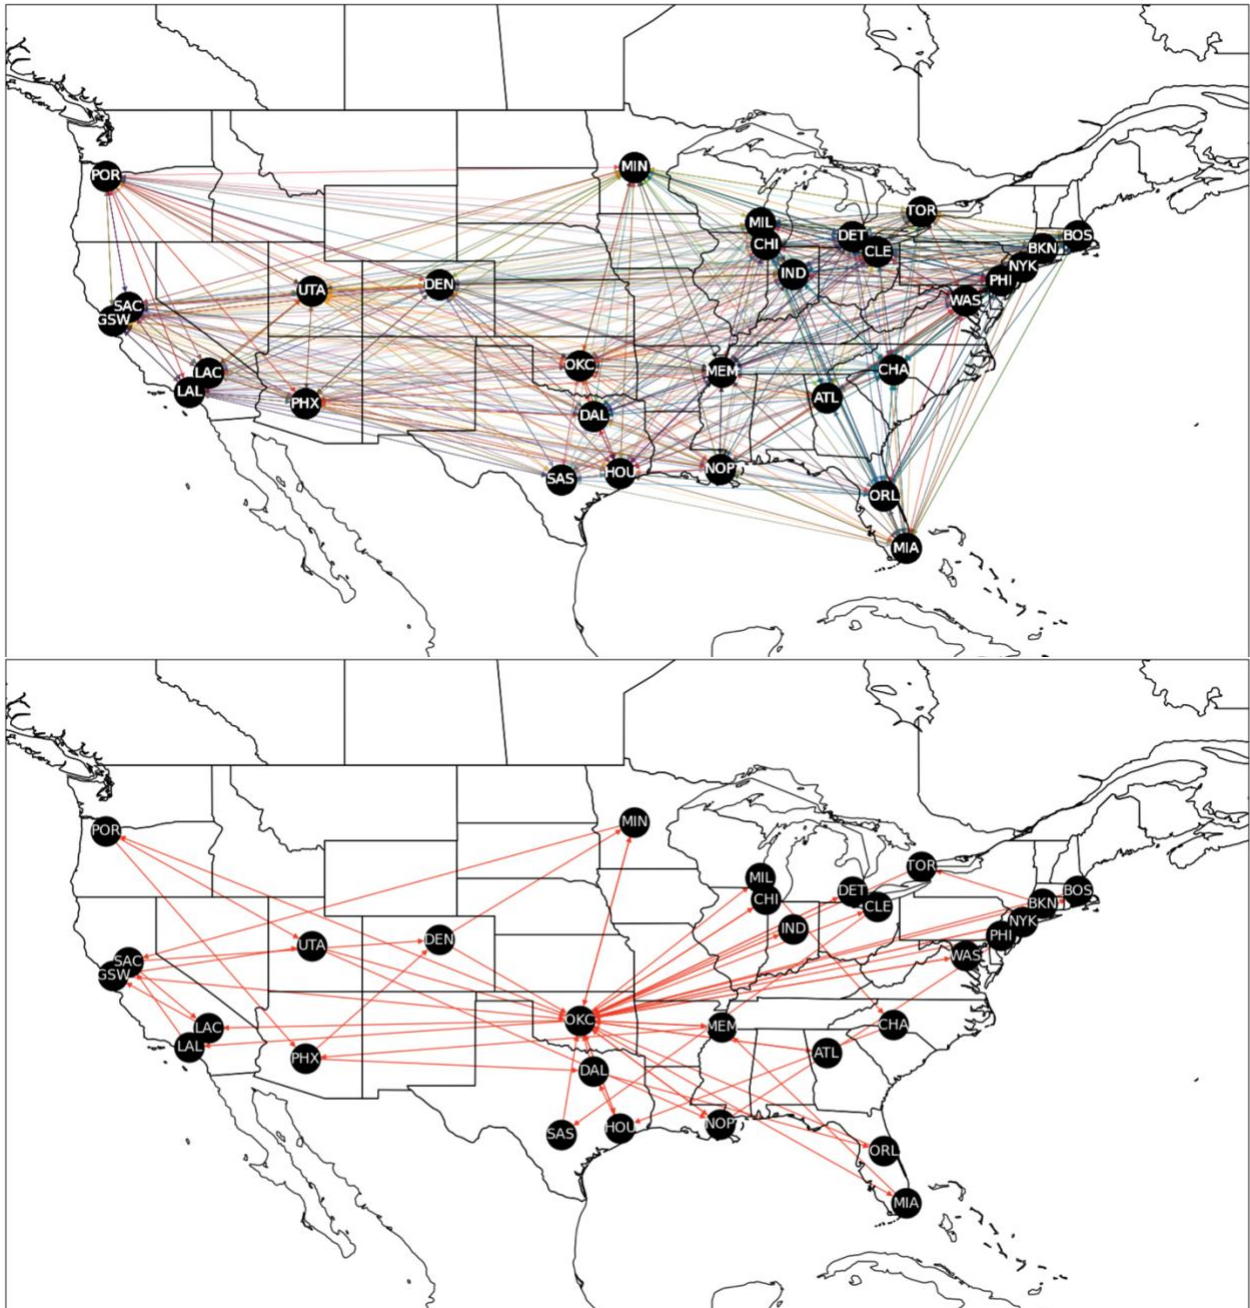 MIN
POR
TOR
MIL
DET
BOS
CHI
BKN
CLE
NYK
IND
PHI
DEN
UTA
WAS
SAC
GSW
OKC
CHA
MEM
LAC
LAL
ATL
PHX
DAL
NOP
HOU
SAS
ORL
MIA
MIN
POR
TOR
MIL
DET
BOS
CHI
BKN
CLE
NYK
IND
PHI
DEN
UTA
WAS
SAC
GSW
OKC
CHA
MEM
LAC
LAL
ATL
PHX
DAL
NOP
HOU
SAS
ORL
MIA